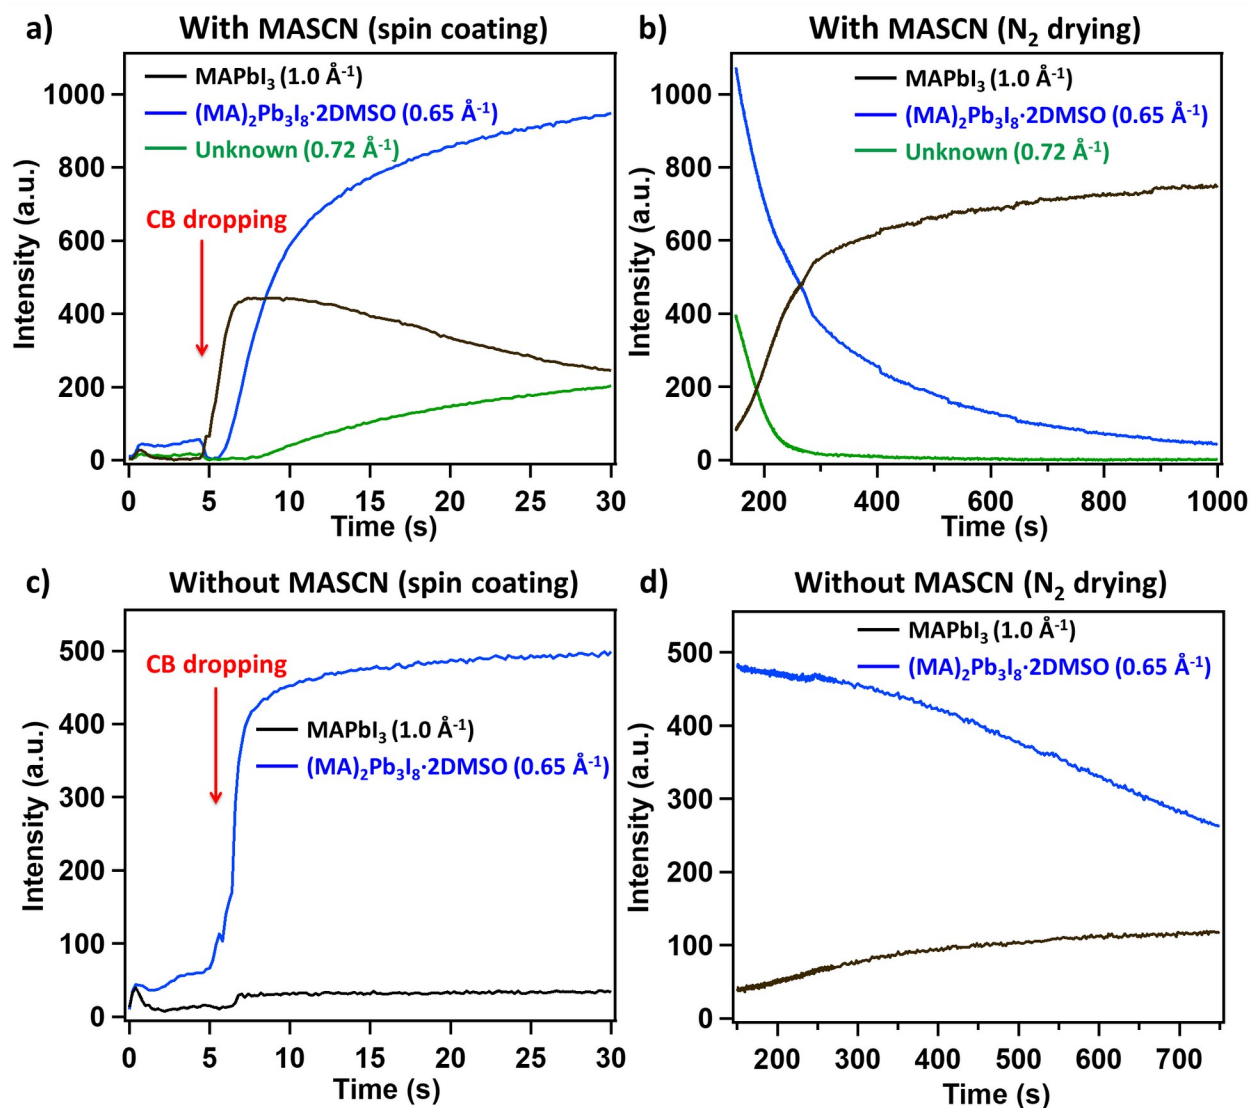 a)
With MASCN (spin coating)
MAPbI₃ (1.0 Å⁻¹)
(MA)₂Pb₃I₈·2DMSO (0.65 Å⁻¹)
Unknown (0.72 Å⁻¹)
CB dropping
Intensity (a.u.)
1000
800
600
400
200
0
0 5 10 15 20 25 30
Time (s)
b)
With MASCN (N₂ drying)
MAPbI₃ (1.0 Å⁻¹)
(MA)₂Pb₃I₈·2DMSO (0.65 Å⁻¹)
Unknown (0.72 Å⁻¹)
Intensity (a.u.)
1000
800
600
400
200
0
200 400 600 800 1000
Time (s)
c)
Without MASCN (spin coating)
CB dropping
MAPbI₃ (1.0 Å⁻¹)
(MA)₂Pb₃I₈·2DMSO (0.65 Å⁻¹)
Intensity (a.u.)
500
400
300
200
100
0
0 5 10 15 20 25 30
Time (s)
d)
Without MASCN (N₂ drying)
MAPbI₃ (1.0 Å⁻¹)
(MA)₂Pb₃I₈·2DMSO (0.65 Å⁻¹)
Intensity (a.u.)
500
400
300
200
100
0
200 300 400 500 600 700
Time (s)